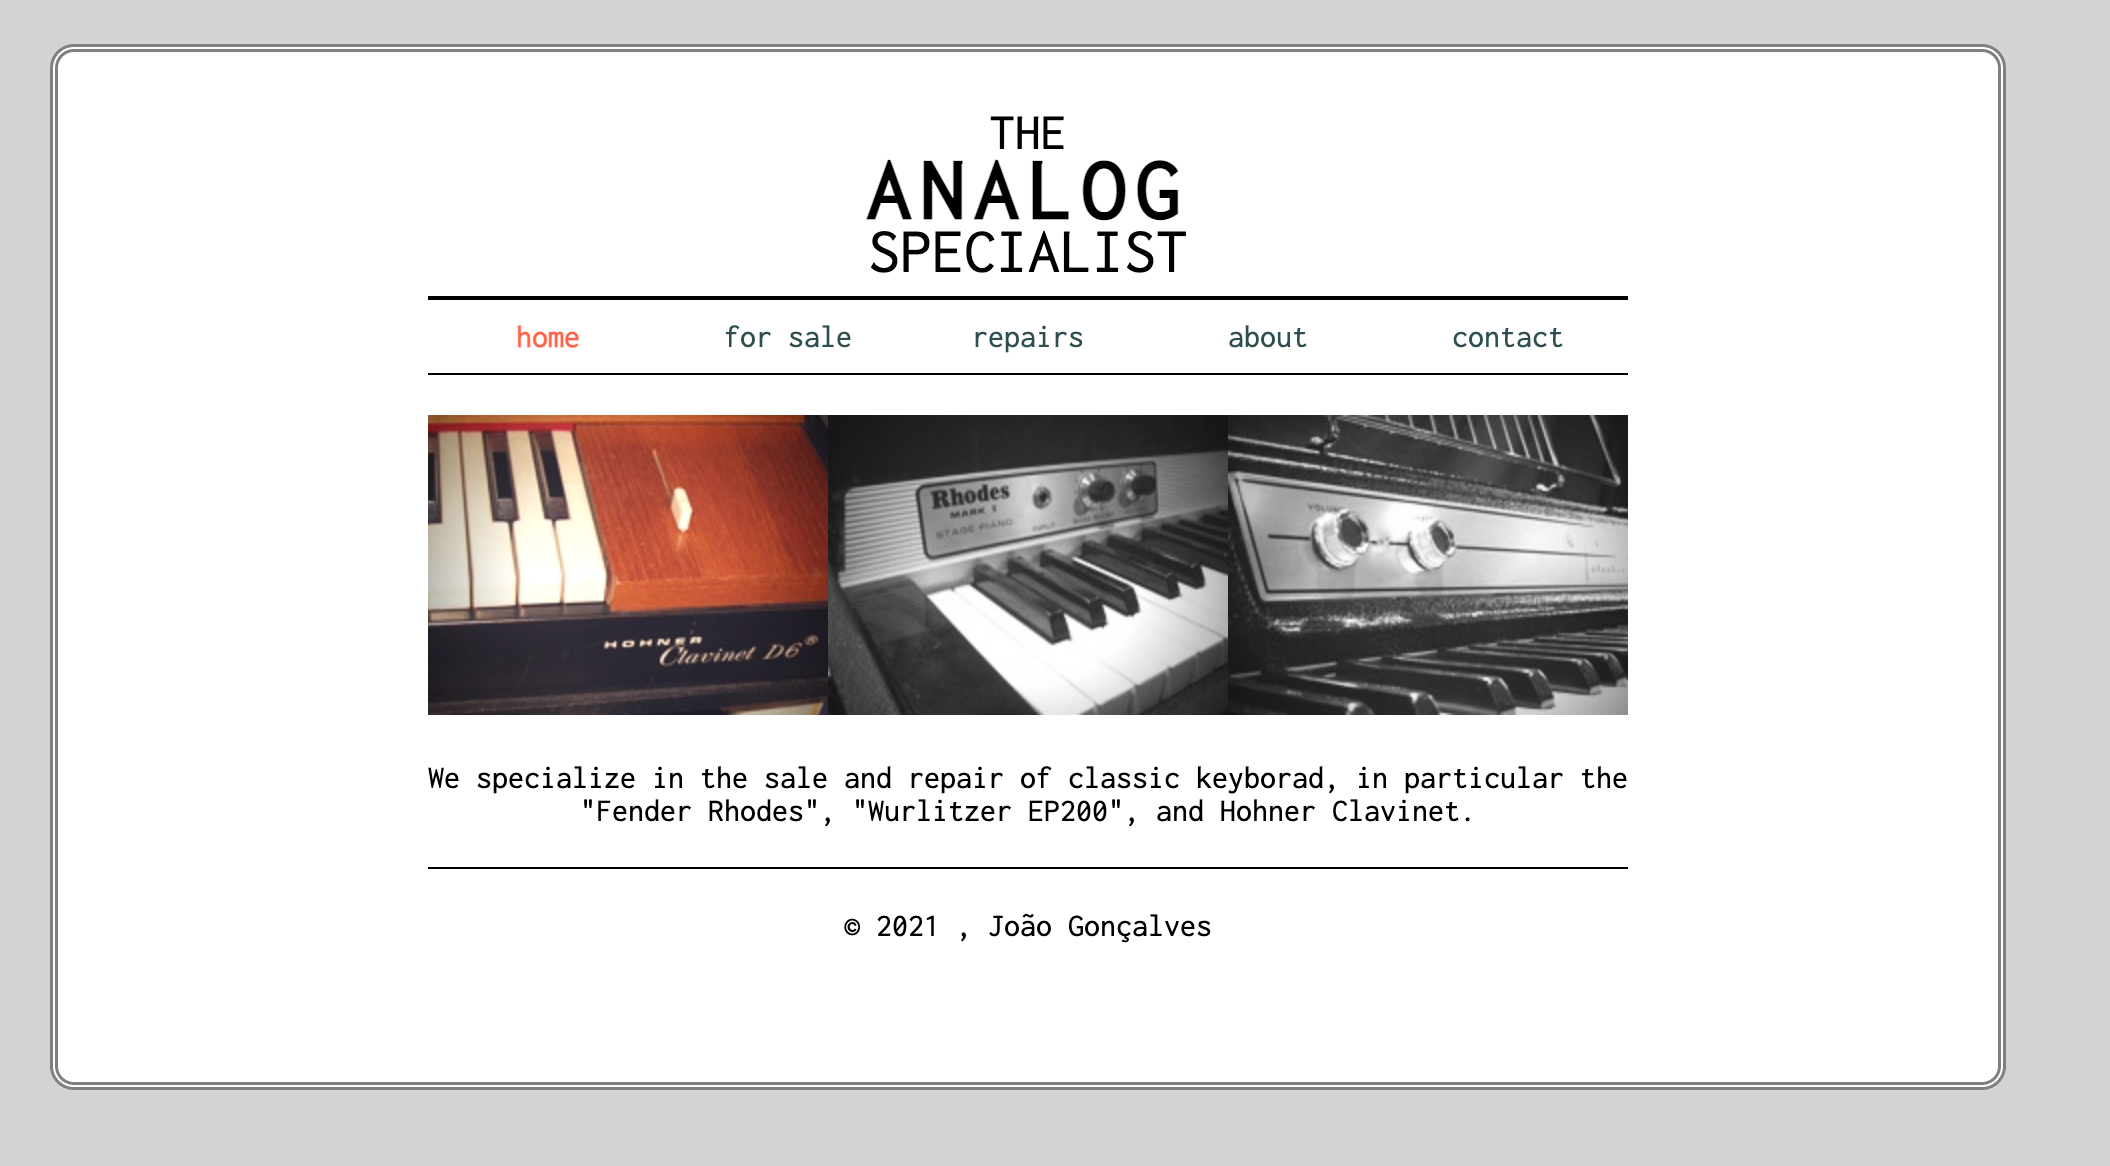 THE
ANALOG
SPECIALIST
home for sale repairs about contact
HOHNER
Clavinet D6®
Rhodes
MARK I
STAGE PIANO
INPUT
VOLUME
We specialize in the sale and repair of classic keyborad, in particular the
"Fender Rhodes", "Wurlitzer EP200", and Hohner Clavinet.
© 2021 , João Gonçalves